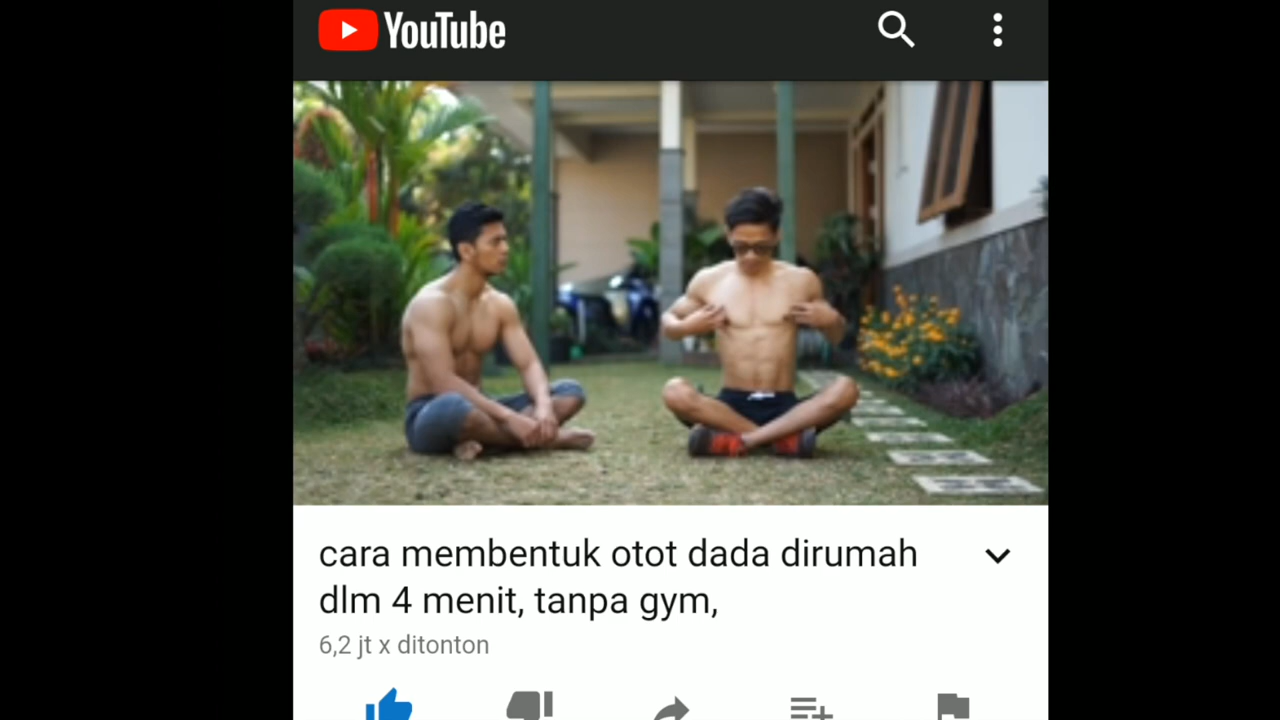 YouTube
cara membentuk otot dada dirumah
dlm 4 menit, tanpa gym,
6,2 jt x ditonton